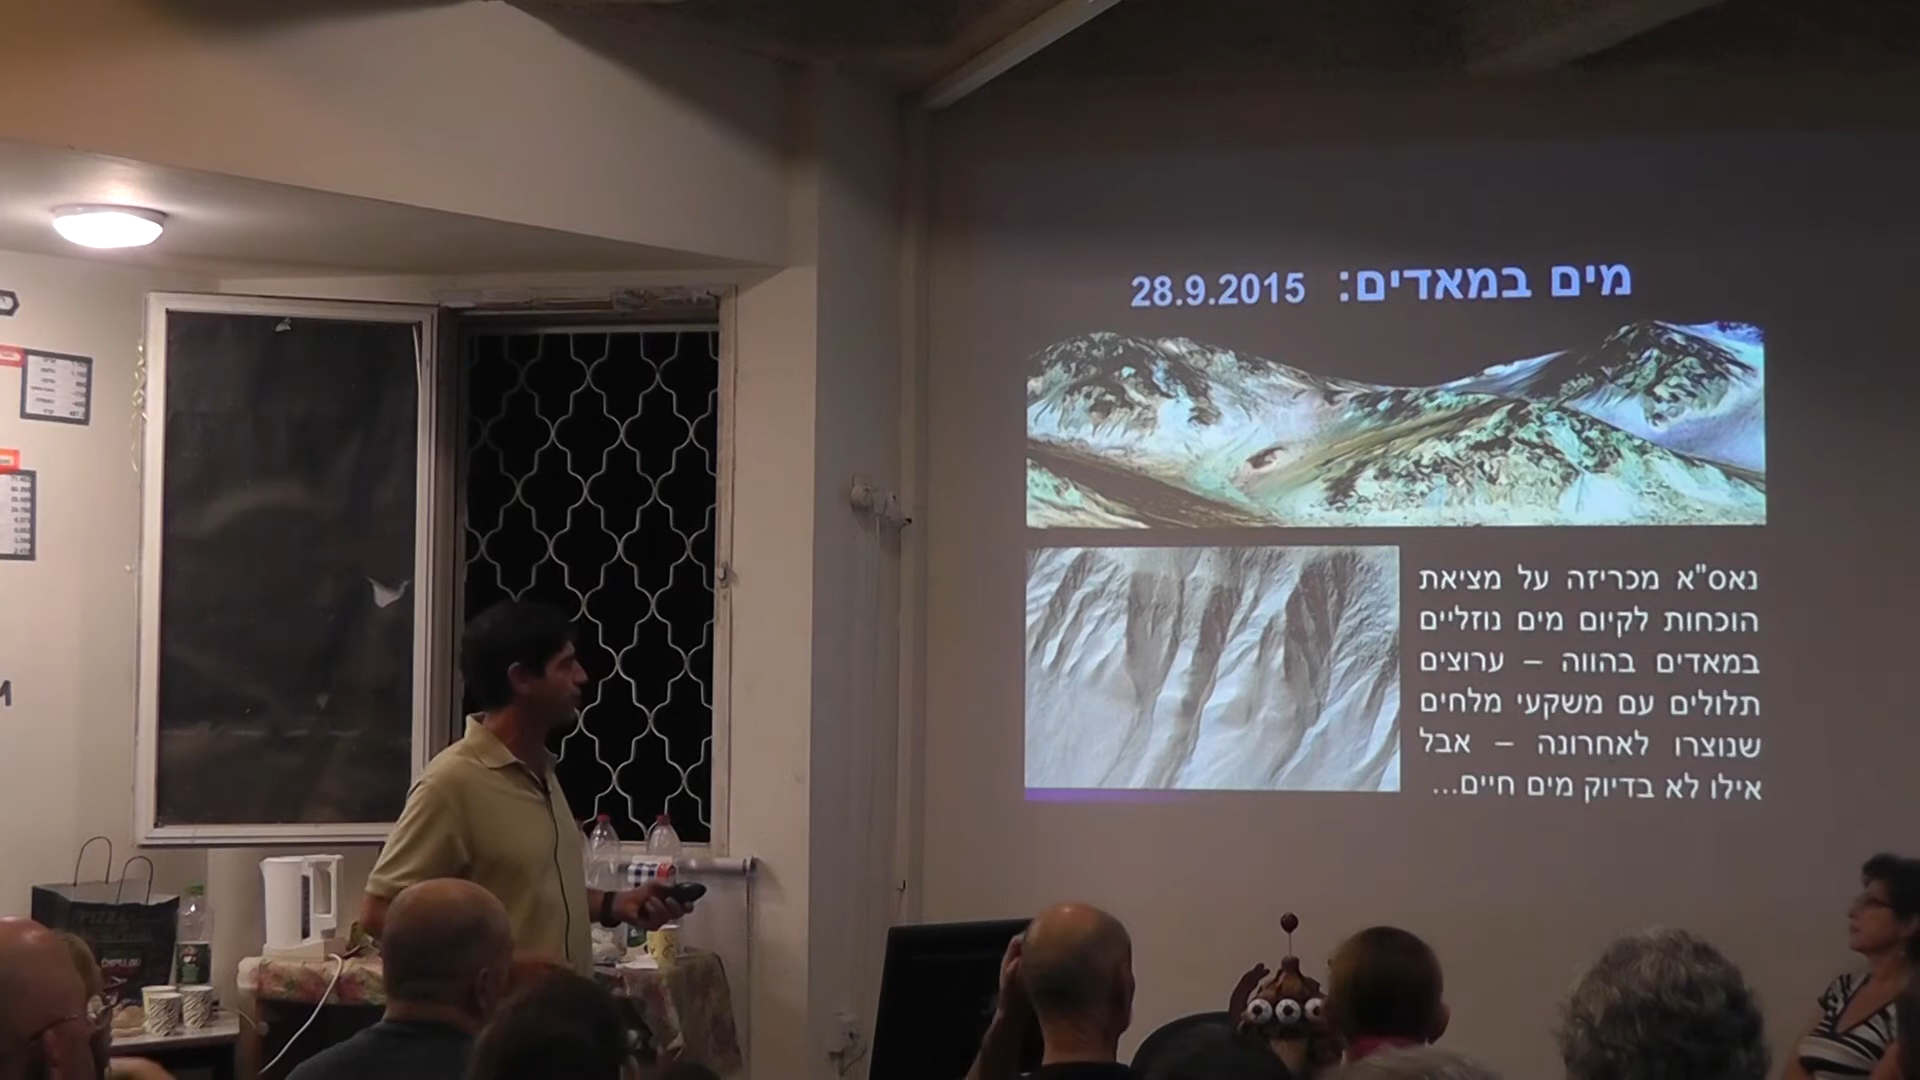 מים במאדים: 28.9.2015
נאס"א מכריזה על מציאת
הוכחות לקיום מים נוזליים
במאדים בהווה – ערוצים
תלולים עם משקעי מלחים
שנוצרו לאחרונה – אבל
אילו לא בדיוק מים חיים...